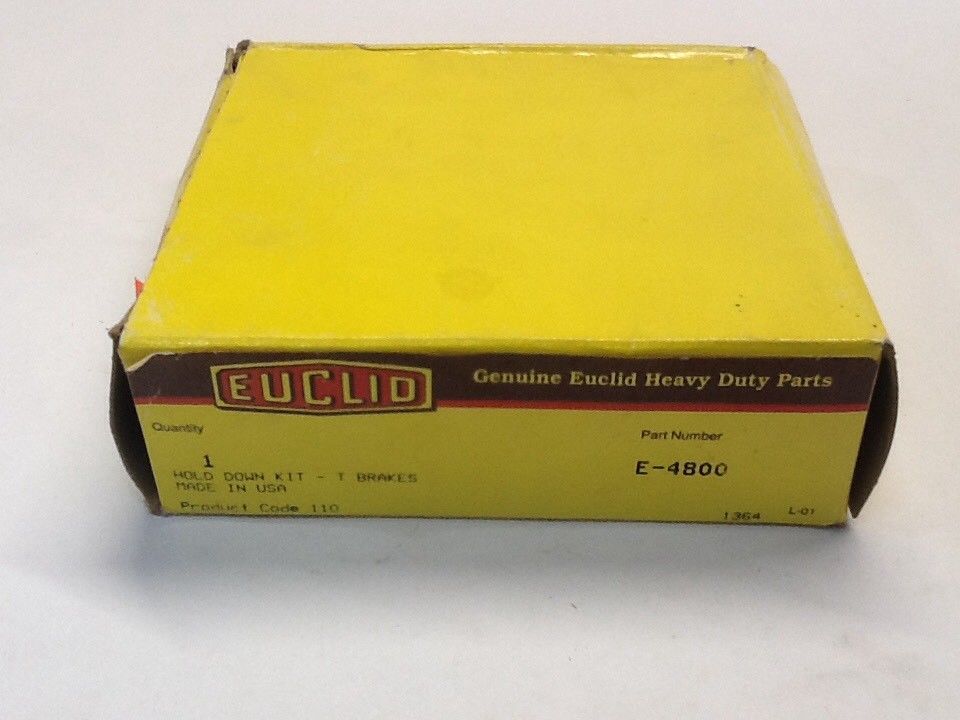 EUCLID
Genuine Euclid Heavy Duty Parts
Quantity
Part Number
1
E-4800
HOLD DOWN KIT - T BRAKES
MADE IN USA
Product Code 110
1364
L-01